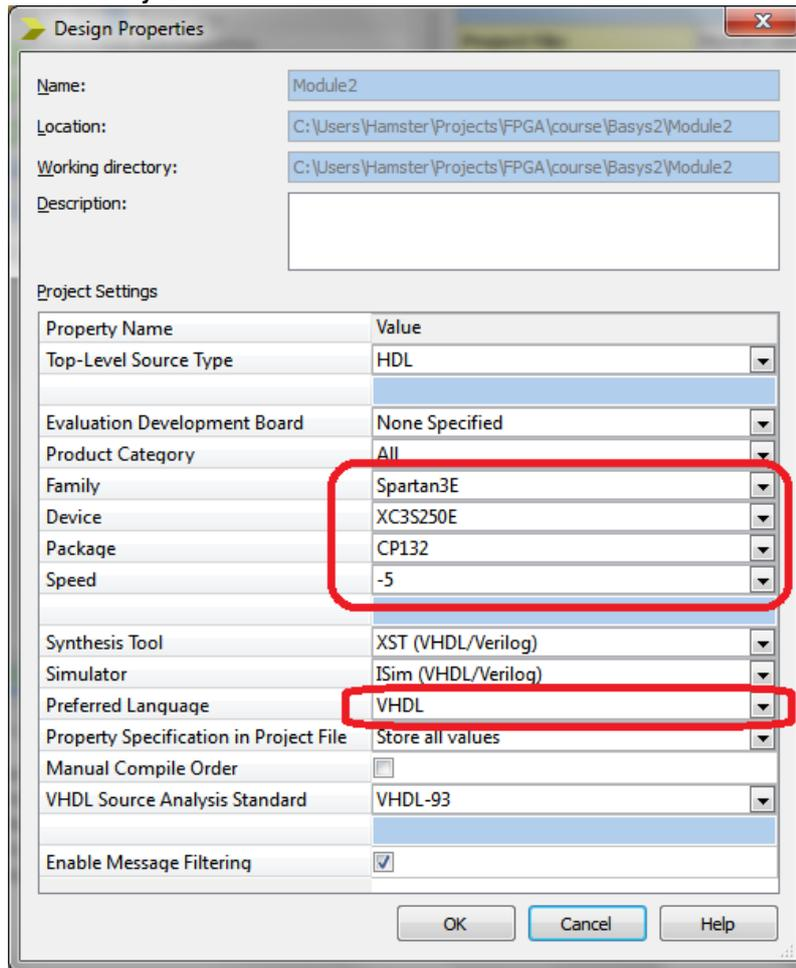 Design Properties
Name: Module2
Location: C:\Users\Hamster\Projects\FPGA\course\Basys2\Module2
Working directory: C:\Users\Hamster\Projects\FPGA\course\Basys2\Module2
Description:
Project Settings
Property Name Value
Top-Level Source Type HDL
Evaluation Development Board None Specified
Product Category All
Family Spartan3E
Device XC3S250E
Package CP132
Speed -5
Synthesis Tool XST (VHDL/Verilog)
Simulator ISim (VHDL/Verilog)
Preferred Language VHDL
Property Specification in Project File Store all values
Manual Compile Order
VHDL Source Analysis Standard VHDL-93
Enable Message Filtering
OK Cancel Help